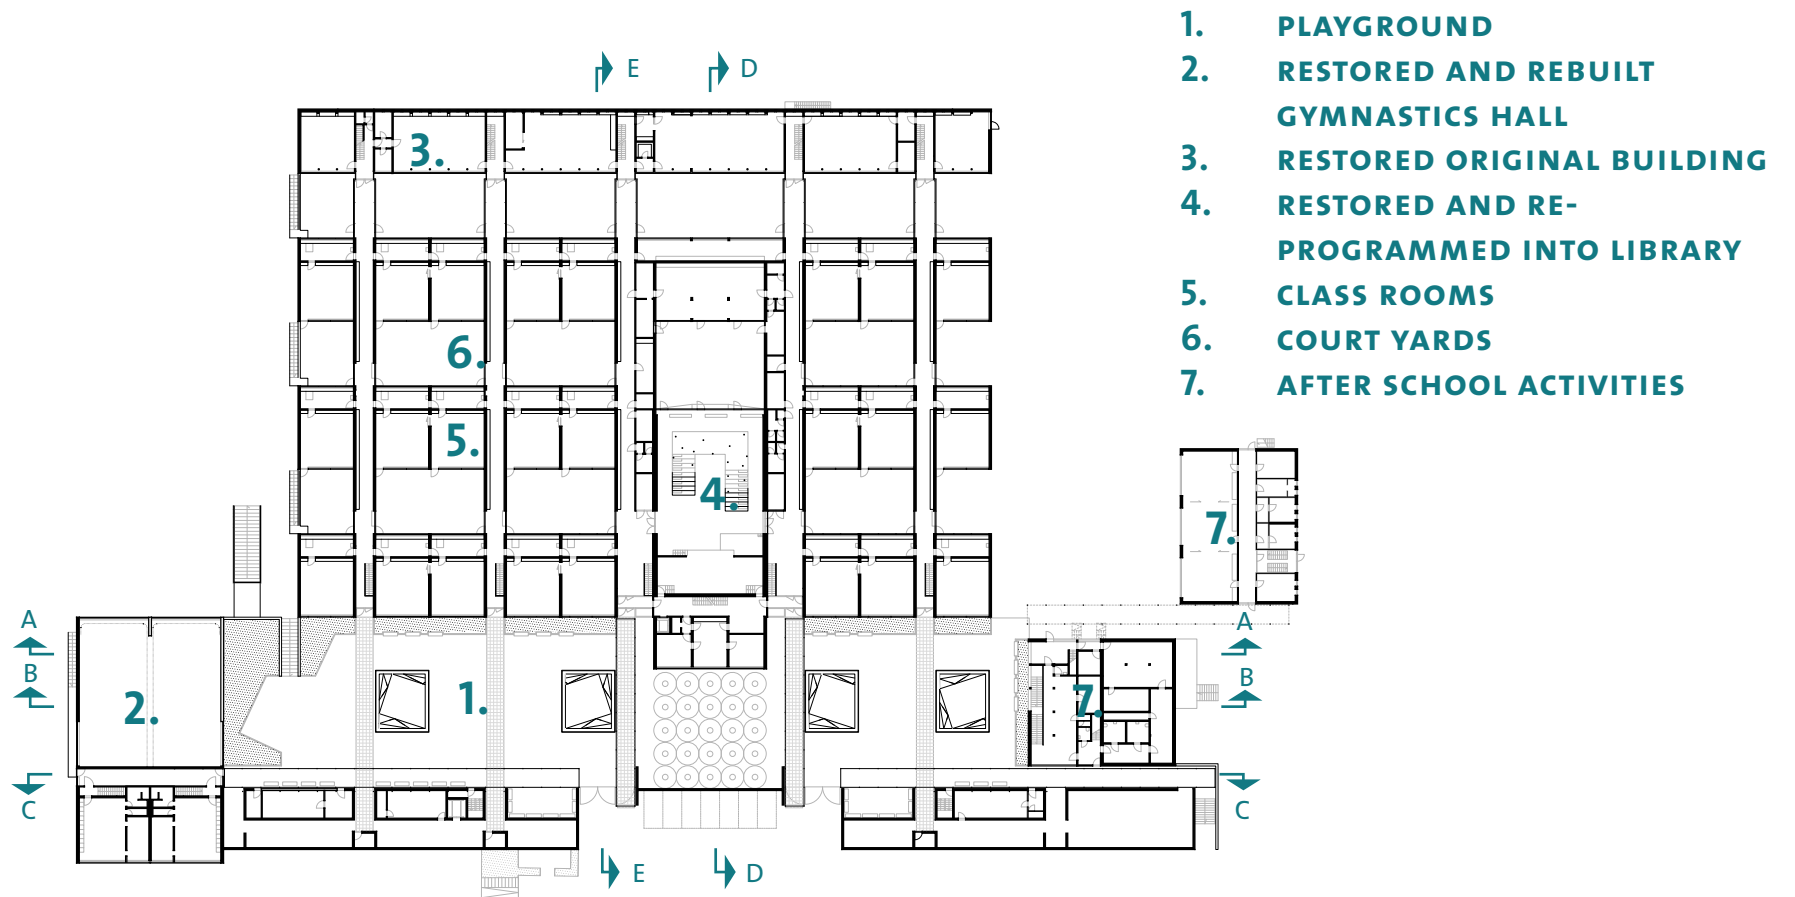 1. PLAYGROUND
2. RESTORED AND REBUILT
GYMNASTICS HALL
3. RESTORED ORIGINAL BUILDING
4. RESTORED AND RE-
PROGRAMMED INTO LIBRARY
5. CLASS ROOMS
6. COURT YARDS
7. AFTER SCHOOL ACTIVITIES
E D
3.
6.
5.
4.
7.
A A
B B
2. 1. 7.
C C
E D